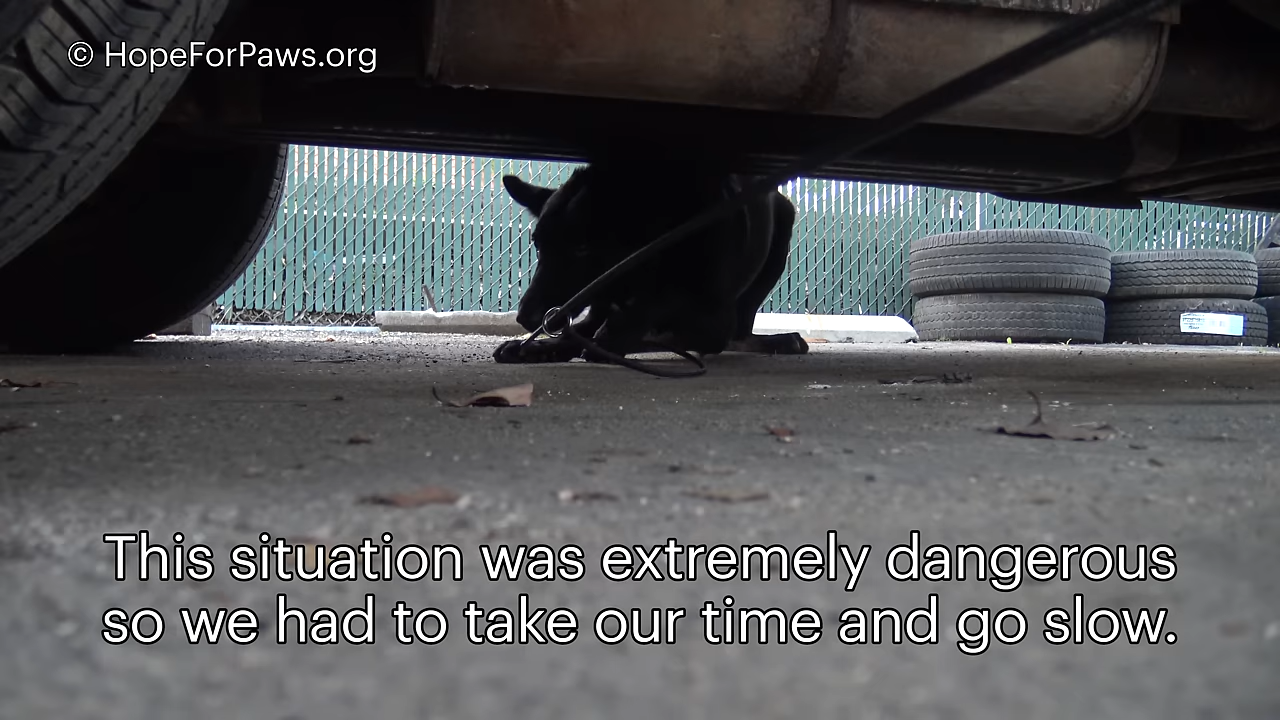 © HopeForPaws.org
This situation was extremely dangerous
so we had to take our time and go slow.